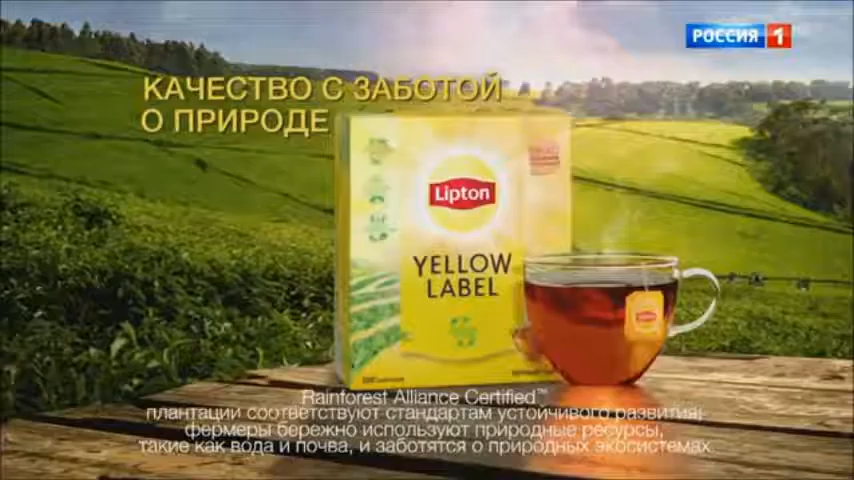 РОССИЯ 1
КАЧЕСТВО С ЗАБОТОЙ
О ПРИРОДЕ
Lipton
YELLOW
LABEL
Lipton
Rainforest Alliance Certified™
плантации соответствуют стандартам устойчивого развития;
фермеры бережно используют природные ресурсы,
такие как вода и почва, и заботятся о природных экосистемах.